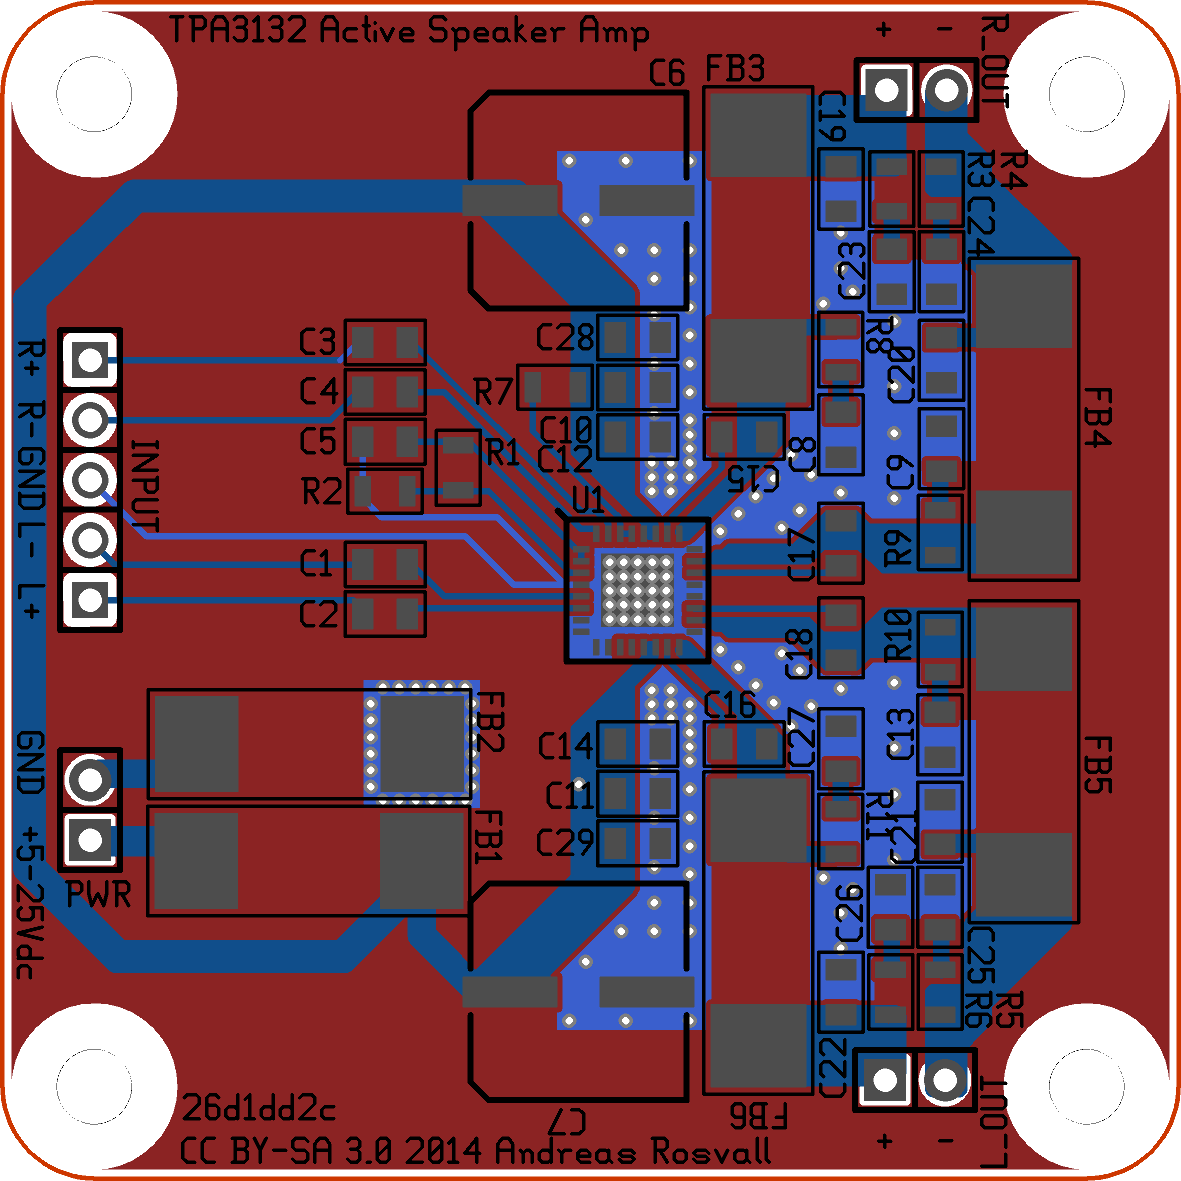 TPA3132 Active Speaker Amp
+ -
R_OUT
C6
FB3
C19
R3
R4
C24
C23
C3
C28
R8
C20
R+
C4
R7
FB4
R-
C10
C5
R1
C12
C8
C9
GND
INPUT
R2
C15
U1
L-
C1
C17
R9
L+
C2
C18
R10
FB2
C16
GND
C14
C27
C13
FB5
C11
+5-25Vdc
FB1
C29
R11
C21
PWR
C26
C25
R6
R5
C22
26d1dd2c
C7
FB6
L_OUT
CC BY-SA 3.0 2014 Andreas Rosvall
+ -